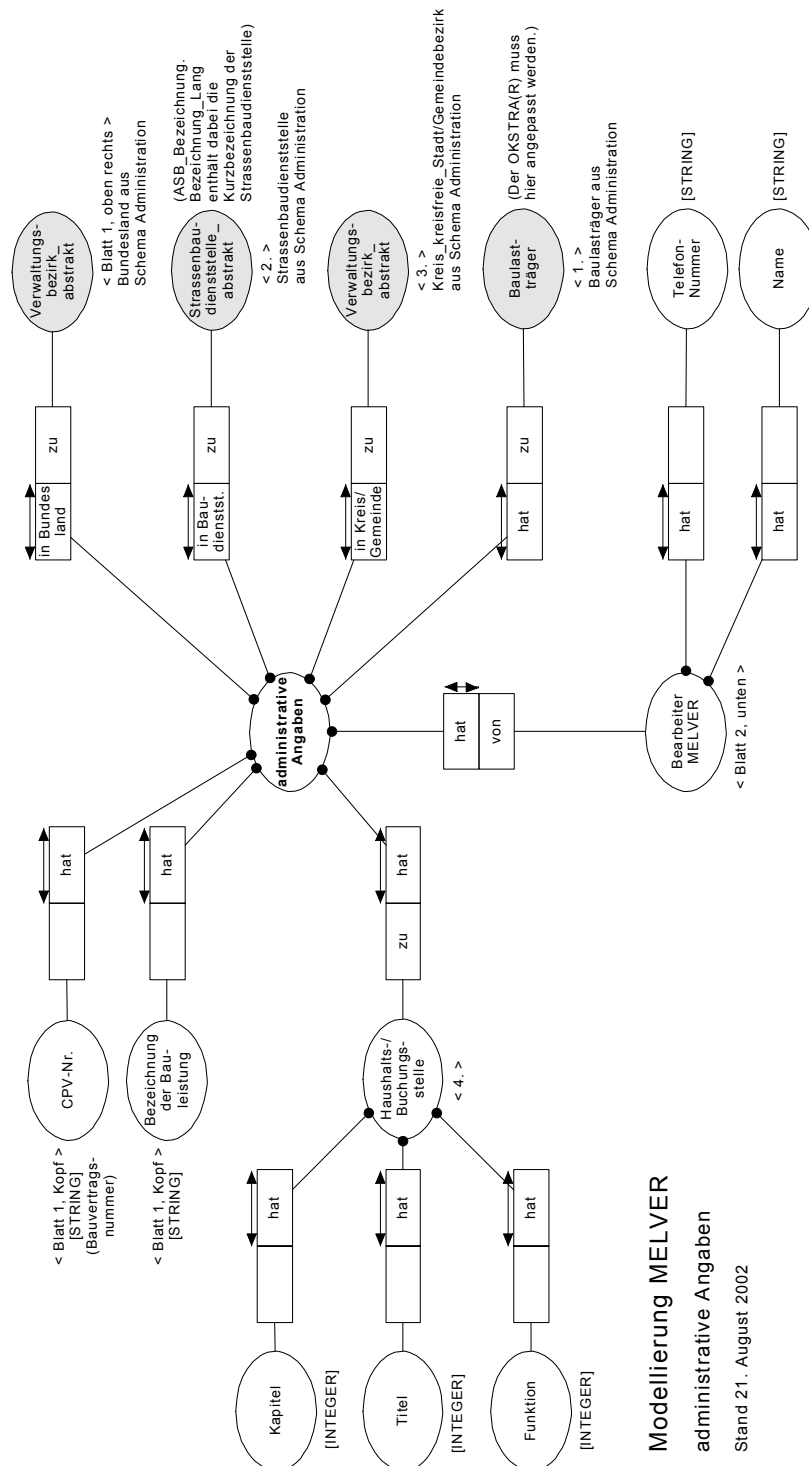 < Blatt 1, Kopf >
[STRING]
(Bauvertrags-
nummer)
CPV-Nr.
hat
< Blatt 1, Kopf >
[STRING]
Bezeichnung
der Bau-
leistung
hat
Kapitel
[INTEGER]
hat
Titel
[INTEGER]
hat
Funktion
[INTEGER]
hat
Haushalts-/
Buchungs-
stelle
< 4. >
zu
hat
administrative
Angaben
in Bundes
land
zu
Verwaltungs-
bezirk_
abstrakt
< Blatt 1, oben rechts >
Bundesland aus
Schema Administration
in Bau-
dienstst.
zu
Strassenbau-
dienststelle_
abstrakt
(ASB_Bezeichnung.
Bezeichnung_Lang
enthält dabei die
Kurzbezeichnung der
Strassenbaudienststelle)
< 2. >
Strassenbaudienststelle
aus Schema Administration
in Kreis/
Gemeinde
zu
Verwaltungs-
bezirk_
abstrakt
< 3. >
Kreis_kreisfreie_Stadt/Gemeindebezirk
aus Schema Administration
hat
zu
Baulast-
träger
(Der OKSTRA(R) muss
hier angepasst werden.)
< 1. >
Baulasträger aus
Schema Administration
hat
von
Bearbeiter
MELVER
< Blatt 2, unten >
hat
Telefon-
Nummer
[STRING]
hat
Name
[STRING]
Modellierung MELVER
administrative Angaben
Stand 21. August 2002